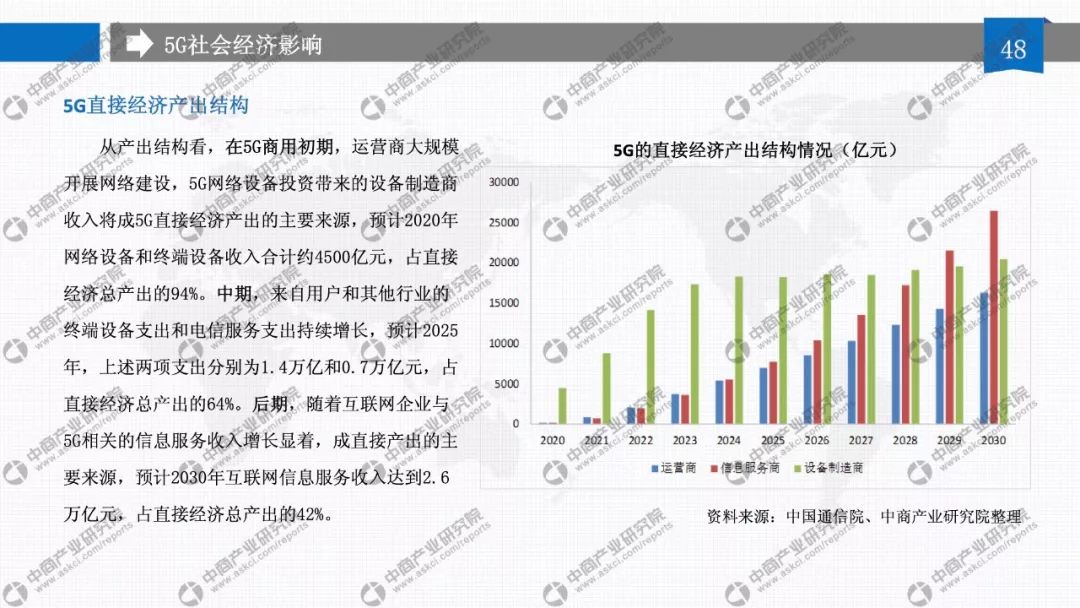 5G社会经济影响
48
5G直接经济产出结构
从产出结构看，在5G商用初期，运营商大规模
开展网络建设，5G网络设备投资带来的设备制造商
收入将成5G直接经济产出的主要来源，预计2020年
网络设备和终端设备收入合计约4500亿元，占直接
经济总产出的94%。中期，来自用户和其他行业的
终端设备支出和电信服务支出持续增长，预计2025
年，上述两项支出分别为1.4万亿和0.7万亿元，占
直接经济总产出的64%。后期，随着互联网企业与
5G相关的信息服务收入增长显着，成直接产出的主
要来源，预计2030年互联网信息服务收入达到2.6
万亿元，占直接经济总产出的42%。
5G的直接经济产出结构情况（亿元）
30000
25000
20000
15000
10000
5000
0
2020 2021 2022 2023 2024 2025 2026 2027 2028 2029 2030
运营商 信息服务商 设备制造商
资料来源：中国通信院、中商产业研究院整理
中商产业研究院
www.askci.com/reports